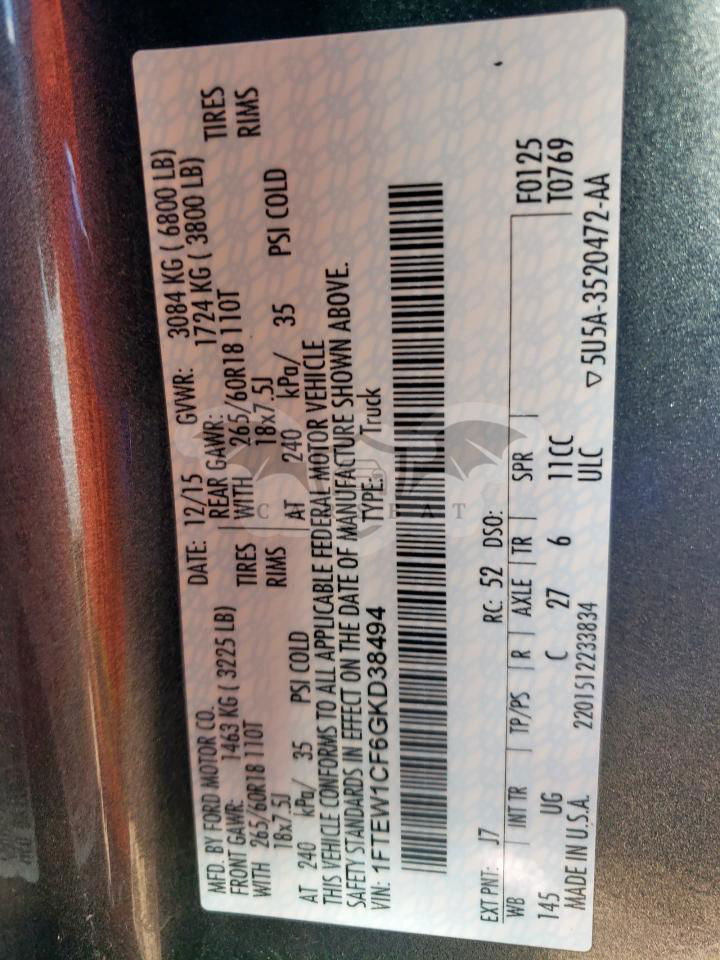 MFD. BY FORD MOTOR CO.
DATE: 12/15 GVWR: 3084 KG ( 6800 LB)
FRONT GAWR: 1463 KG ( 3225 LB)
REAR GAWR: 1724 KG ( 3800 LB)
WITH 265/60R18 110T TIRES
WITH 265/60R18 110T TIRES
18x7.5J RIMS
18x7.5J RIMS
AT 240 kPa/ 35 PSI COLD
AT 240 kPa/ 35 PSI COLD
THIS VEHICLE CONFORMS TO ALL APPLICABLE FEDERAL MOTOR VEHICLE
SAFETY STANDARDS IN EFFECT ON THE DATE OF MANUFACTURE SHOWN ABOVE.
VIN: 1FTEW1CF6GKD38494 TYPE: Truck
EXT PNT: J7 RC: 52 DSO:
WB INT TR TP/PS R AXLE TR SPR F0125
145 UG C 27 6 11CC T0769
ULC
MADE IN U.S.A. 2201512233834 ▽5U5A-3520472-AA